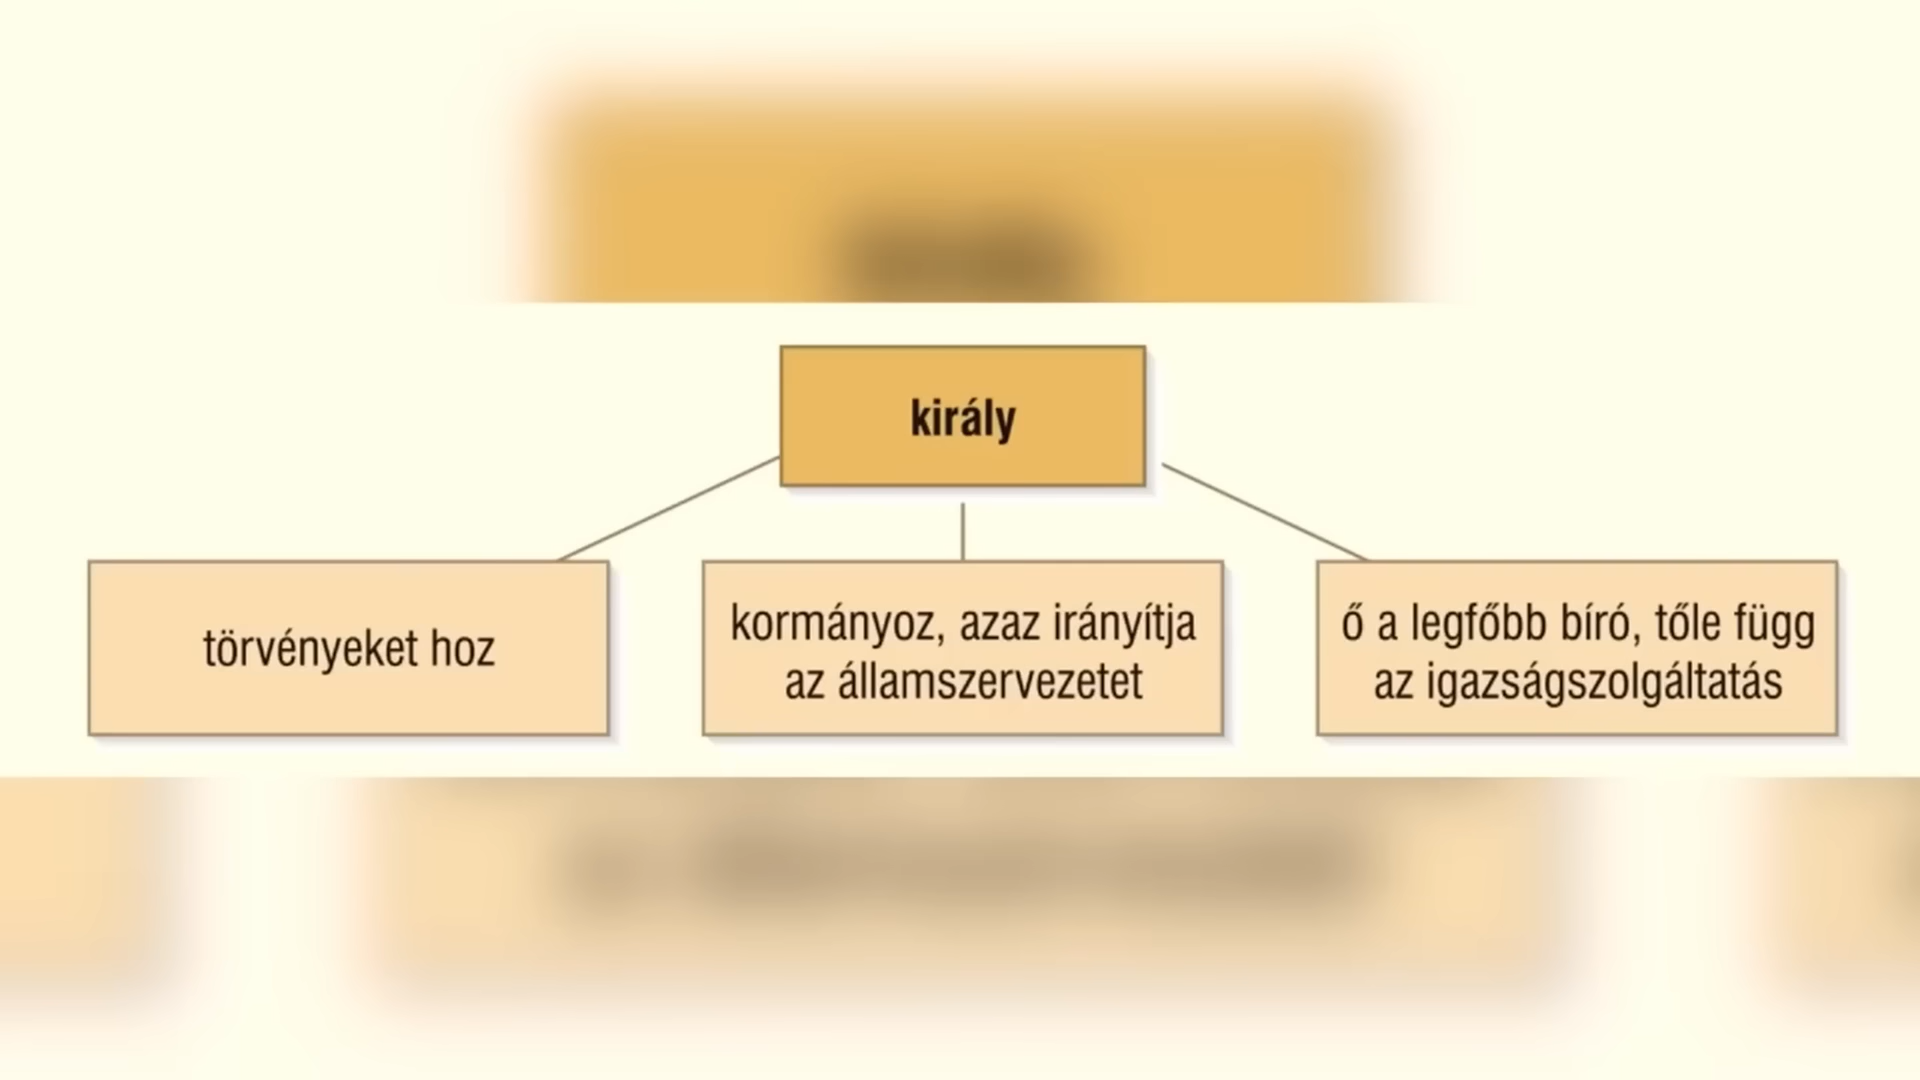 király
törvényeket hoz
kormányoz, azaz irányítja
az államszervezetet
ő a legfőbb bíró, tőle függ
az igazságszolgáltatás